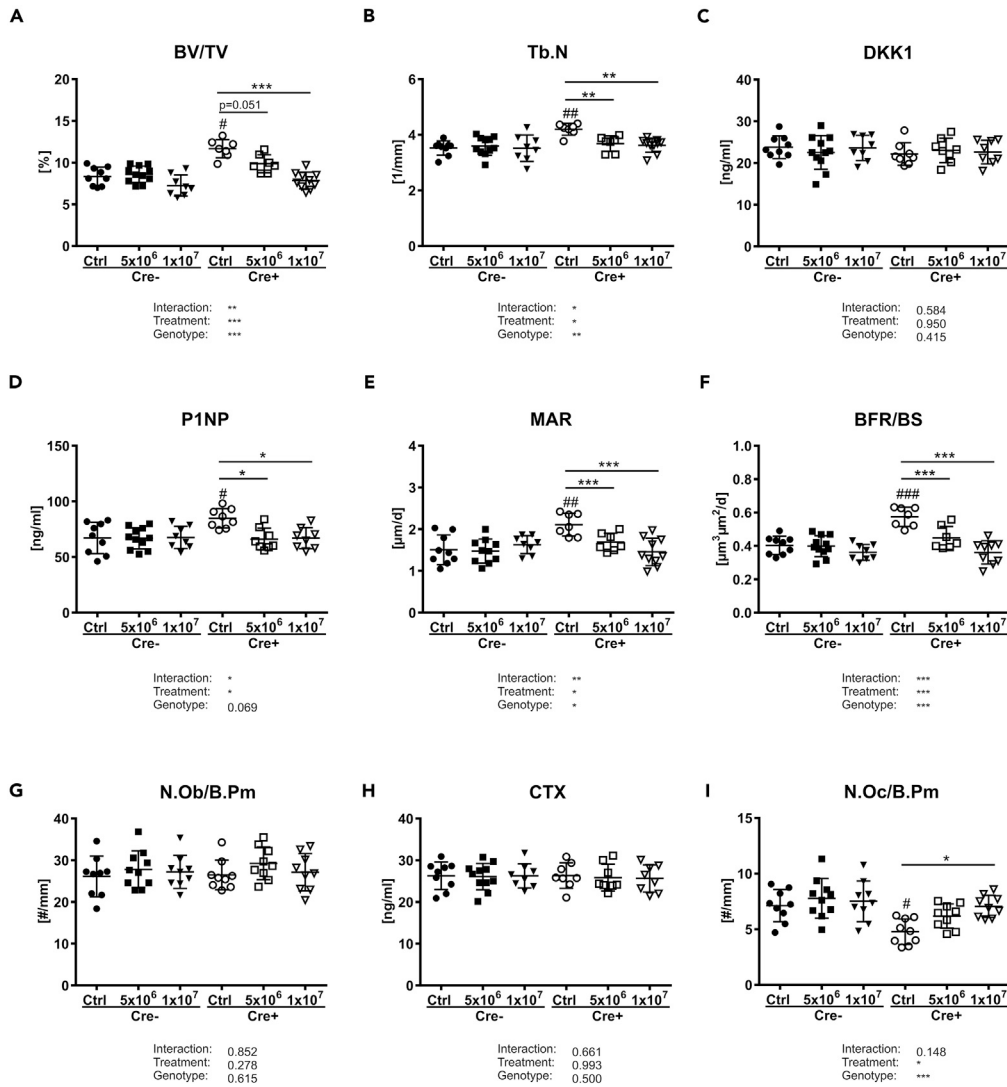 A
BV/TV
[%]
20
15
10
5
0
p=0.051
***
#
Ctrl 5x10⁶ 1x10⁷ Ctrl 5x10⁶ 1x10⁷
Cre- Cre+
Interaction: **
Treatment: ***
Genotype: ***
B
Tb.N
[1/mm]
6
4
2
0
**
**
##
Ctrl 5x10⁶ 1x10⁷ Ctrl 5x10⁶ 1x10⁷
Cre- Cre+
Interaction: *
Treatment: *
Genotype: **
C
DKK1
[ng/ml]
40
30
20
10
0
Ctrl 5x10⁶ 1x10⁷ Ctrl 5x10⁶ 1x10⁷
Cre- Cre+
Interaction: 0.584
Treatment: 0.950
Genotype: 0.415
D
P1NP
[ng/ml]
150
100
50
0
*
*
#
Ctrl 5x10⁶ 1x10⁷ Ctrl 5x10⁶ 1x10⁷
Cre- Cre+
Interaction: *
Treatment: *
Genotype: 0.069
E
MAR
[µm/d]
4
3
2
1
0
***
***
##
Ctrl 5x10⁶ 1x10⁷ Ctrl 5x10⁶ 1x10⁷
Cre- Cre+
Interaction: **
Treatment: *
Genotype: *
F
BFR/BS
[µm³µm²/d]
1.0
0.8
0.6
0.4
0.2
0.0
***
***
###
Ctrl 5x10⁶ 1x10⁷ Ctrl 5x10⁶ 1x10⁷
Cre- Cre+
Interaction: ***
Treatment: ***
Genotype: ***
G
N.Ob/B.Pm
[#/mm]
40
30
20
10
0
Ctrl 5x10⁶ 1x10⁷ Ctrl 5x10⁶ 1x10⁷
Cre- Cre+
Interaction: 0.852
Treatment: 0.278
Genotype: 0.615
H
CTX
[ng/ml]
40
30
20
10
0
Ctrl 5x10⁶ 1x10⁷ Ctrl 5x10⁶ 1x10⁷
Cre- Cre+
Interaction: 0.661
Treatment: 0.993
Genotype: 0.500
I
N.Oc/B.Pm
[#/mm]
15
10
5
0
*
#
Ctrl 5x10⁶ 1x10⁷ Ctrl 5x10⁶ 1x10⁷
Cre- Cre+
Interaction: 0.148
Treatment: *
Genotype: ***